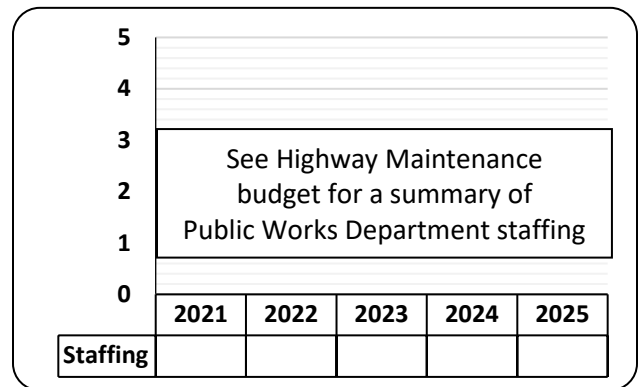 5
4
3
See Highway Maintenance
budget for a summary of
2
Public Works Department staffing
1
0
2021 2022 2023 2024 2025
Staffing